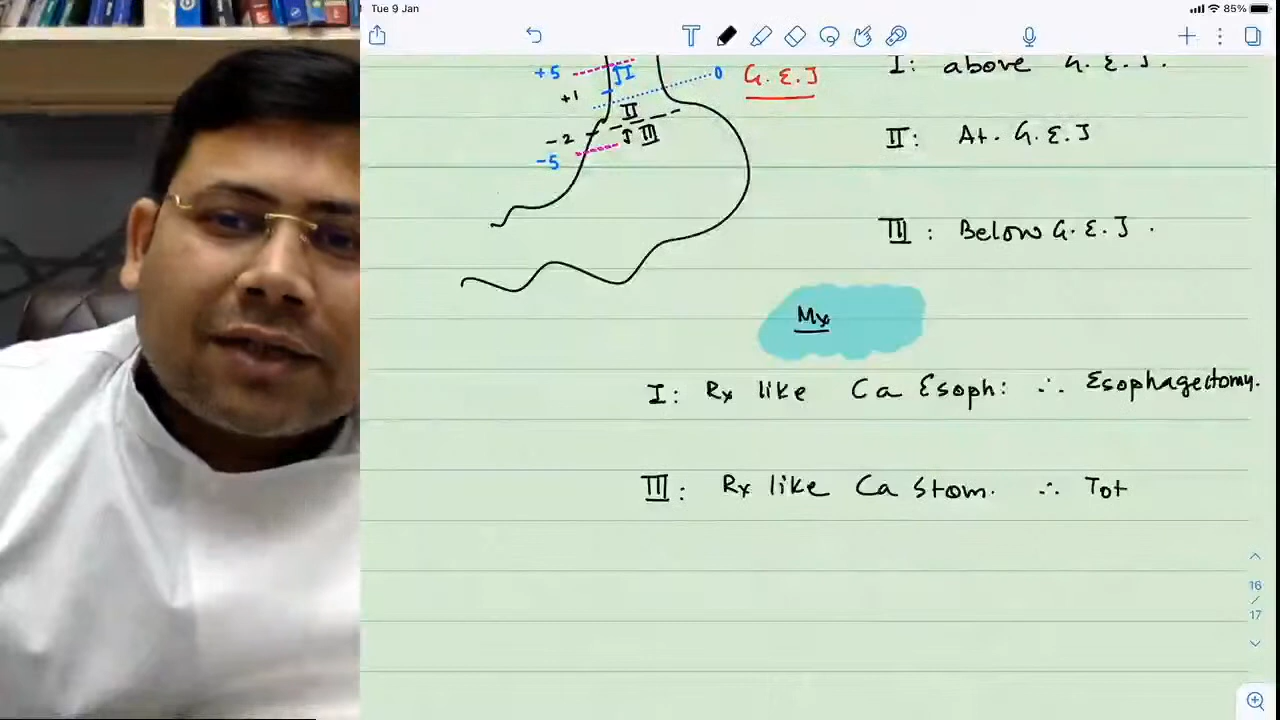 Tue 9 Jan
85%
T
+5
II
0
G.E.J
I: above G.E.J.
+1
II
-2
III
-5
II: At. G.E.J
III: Below G.E.J.
Mx
I: Rx like Ca Esoph: ∴ Esophagectomy.
III: Rx like Ca Stom. ∴ Tot
16
/
17